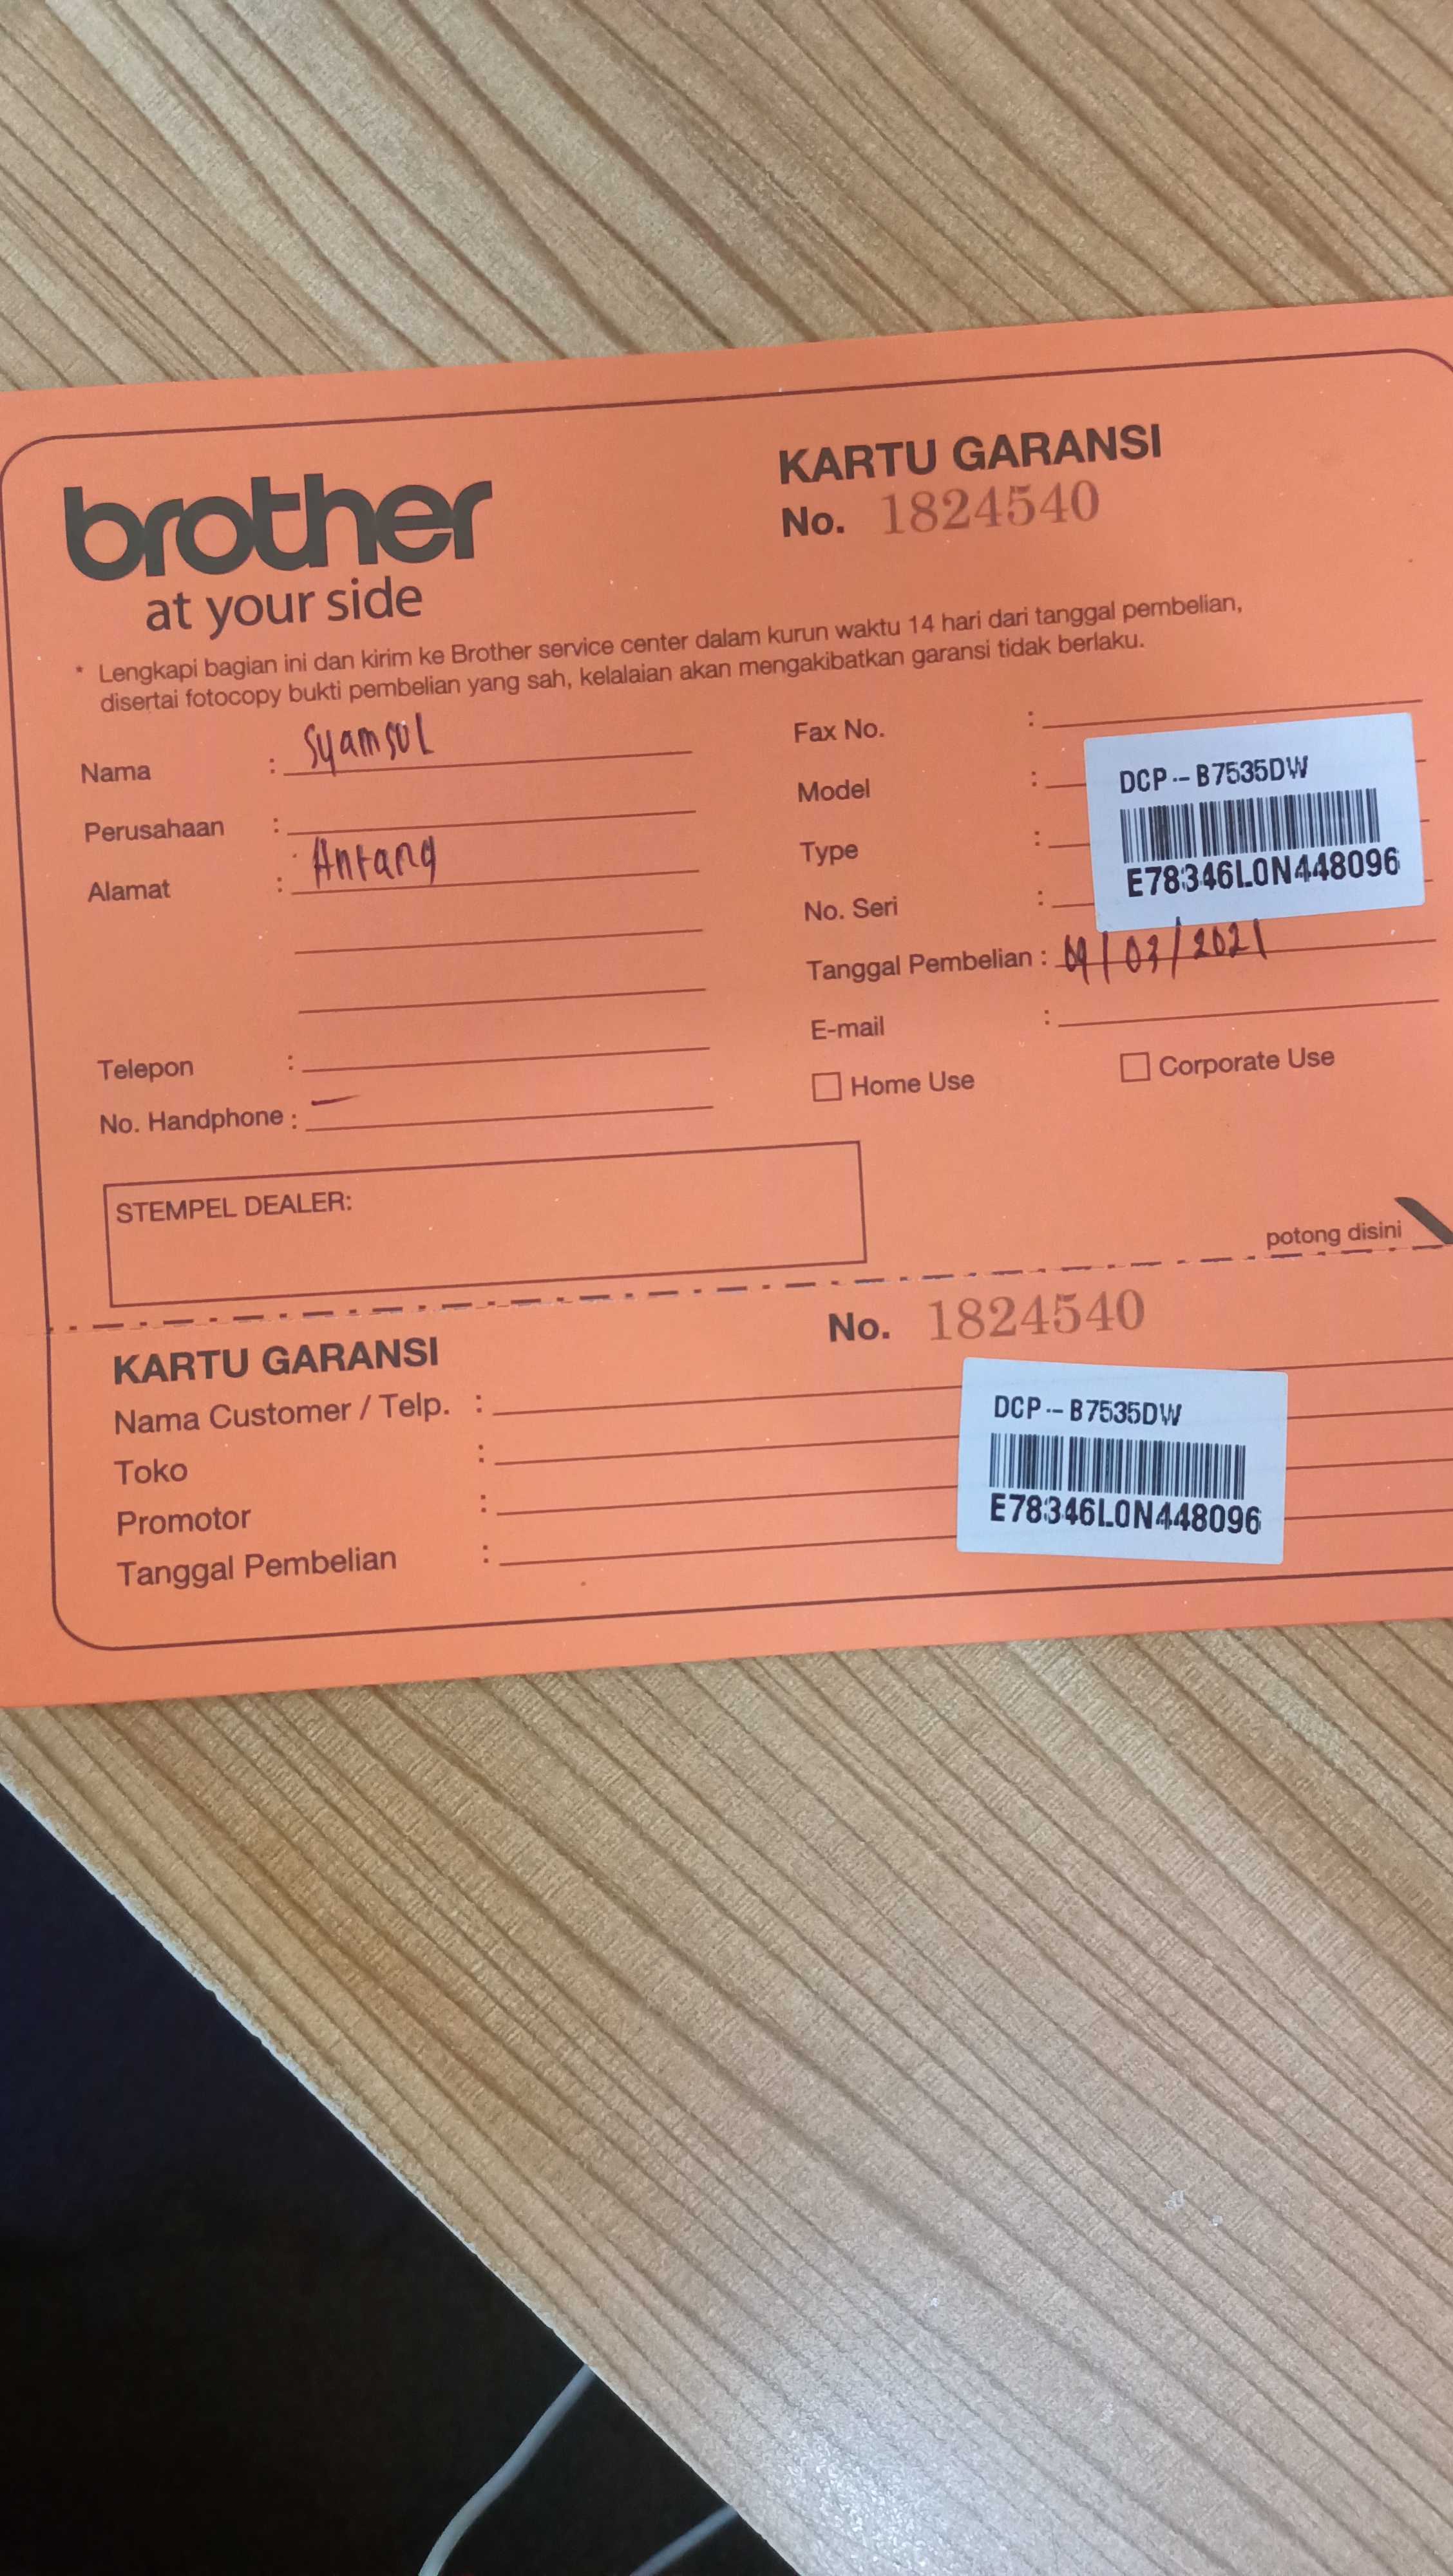 brother
at your side
KARTU GARANSI
No. 1824540
* Lengkapi bagian ini dan kirim ke Brother service center dalam kurun waktu 14 hari dari tanggal pembelian,
disertai fotocopy bukti pembelian yang sah, kelalaian akan mengakibatkan garansi tidak berlaku.
Nama : Syamsul
Perusahaan :
Alamat : Antang
Telepon :
No. Handphone : –
Fax No. :
Model :
Type :
No. Seri :
DCP-B7535DW
E78346L0N448096
Tanggal Pembelian : 09/03/2021
E-mail :
Home Use
Corporate Use
STEMPEL DEALER:
potong disini
KARTU GARANSI
No. 1824540
Nama Customer / Telp. :
Toko :
Promotor :
Tanggal Pembelian :
DCP-B7535DW
E78346L0N448096